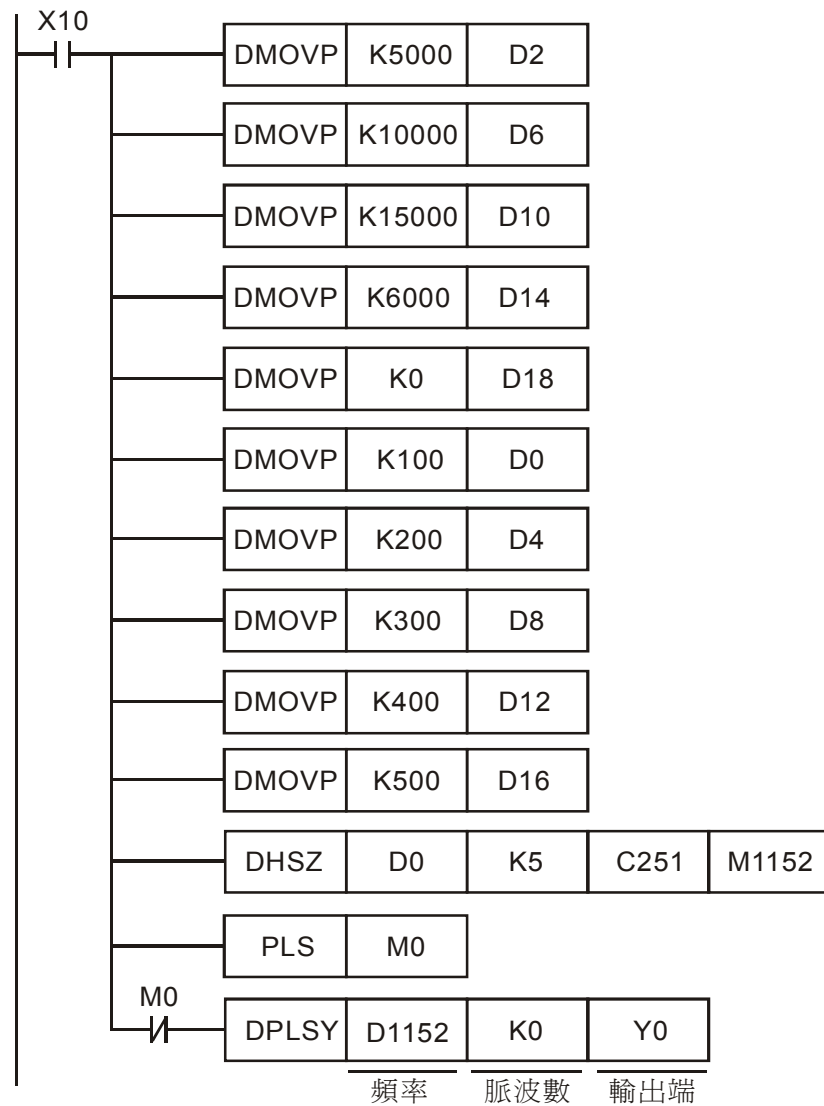 X10
DMOVP K5000 D2
DMOVP K10000 D6
DMOVP K15000 D10
DMOVP K6000 D14
DMOVP K0 D18
DMOVP K100 D0
DMOVP K200 D4
DMOVP K300 D8
DMOVP K400 D12
DMOVP K500 D16
DHSZ D0 K5 C251 M1152
PLS M0
M0
DPLSY D1152 K0 Y0
頻率 脈波數 輸出端